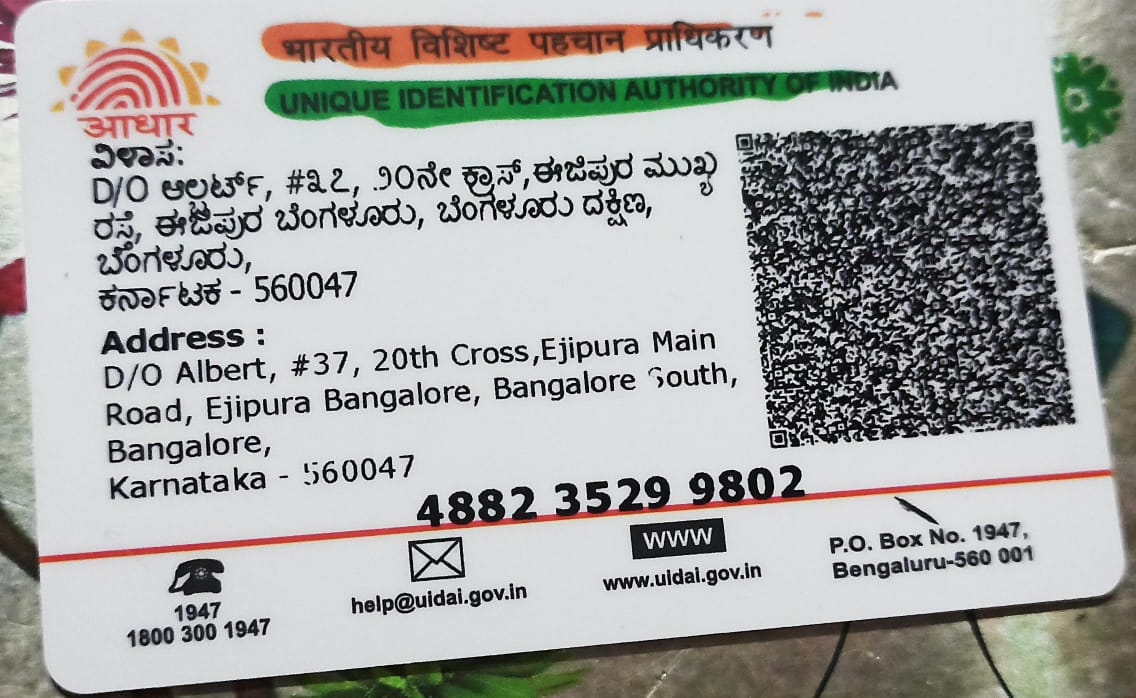 भारतीय विशिष्ट पहचान प्राधिकरण
UNIQUE IDENTIFICATION AUTHORITY OF INDIA
आधार
ವಿಳಾಸ:
D/O ಆಲ್ಬರ್ಟ್, #೩೭, ೨೦ನೇ ಕ್ರಾಸ್,ಈಜಿಪುರ ಮುಖ್ಯ
ರಸ್ತೆ, ಈಜಿಪುರ ಬೆಂಗಳೂರು, ಬೆಂಗಳೂರು ದಕ್ಷಿಣ,
ಬೆಂಗಳೂರು,
ಕರ್ನಾಟಕ - 560047
Address :
D/O Albert, #37, 20th Cross,Ejipura Main
Road, Ejipura Bangalore, Bangalore South,
Bangalore,
Karnataka - 560047
4882 3529 9802
1947
1800 300 1947
help@uidai.gov.in
WWW
www.uidai.gov.in
P.O. Box No. 1947,
Bengaluru-560 001